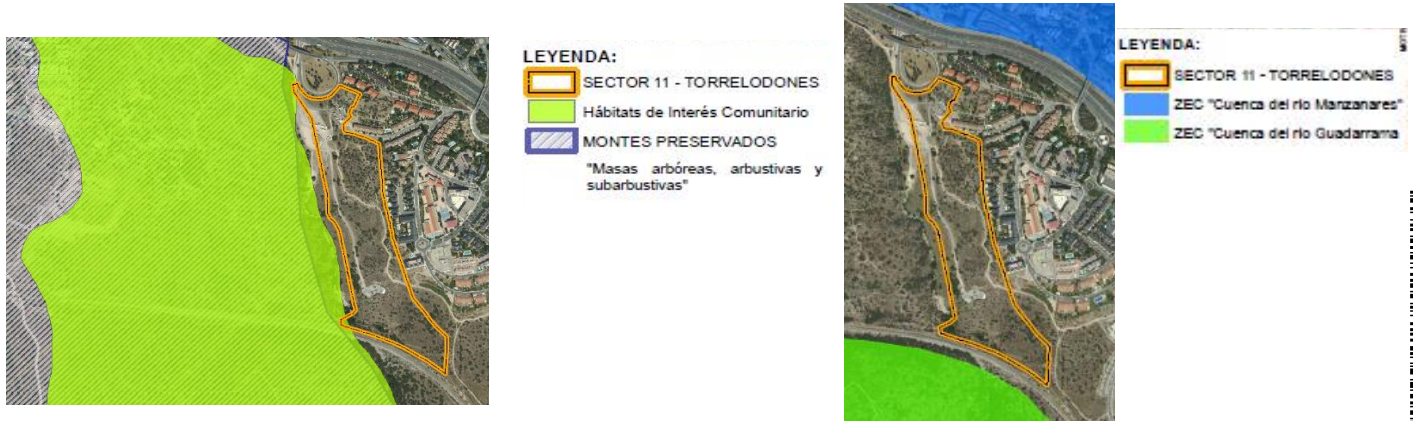 LEYENDA:
SECTOR 11 - TORRELODONES
Hábitats de Interés Comunitario
MONTES PRESERVADOS
"Masas arbóreas, arbustivas y
subarbustivas"
LEYENDA:
SECTOR 11 - TORRELODONES
ZEC "Cuenca del río Manzanares"
ZEC "Cuenca del río Guadarrama